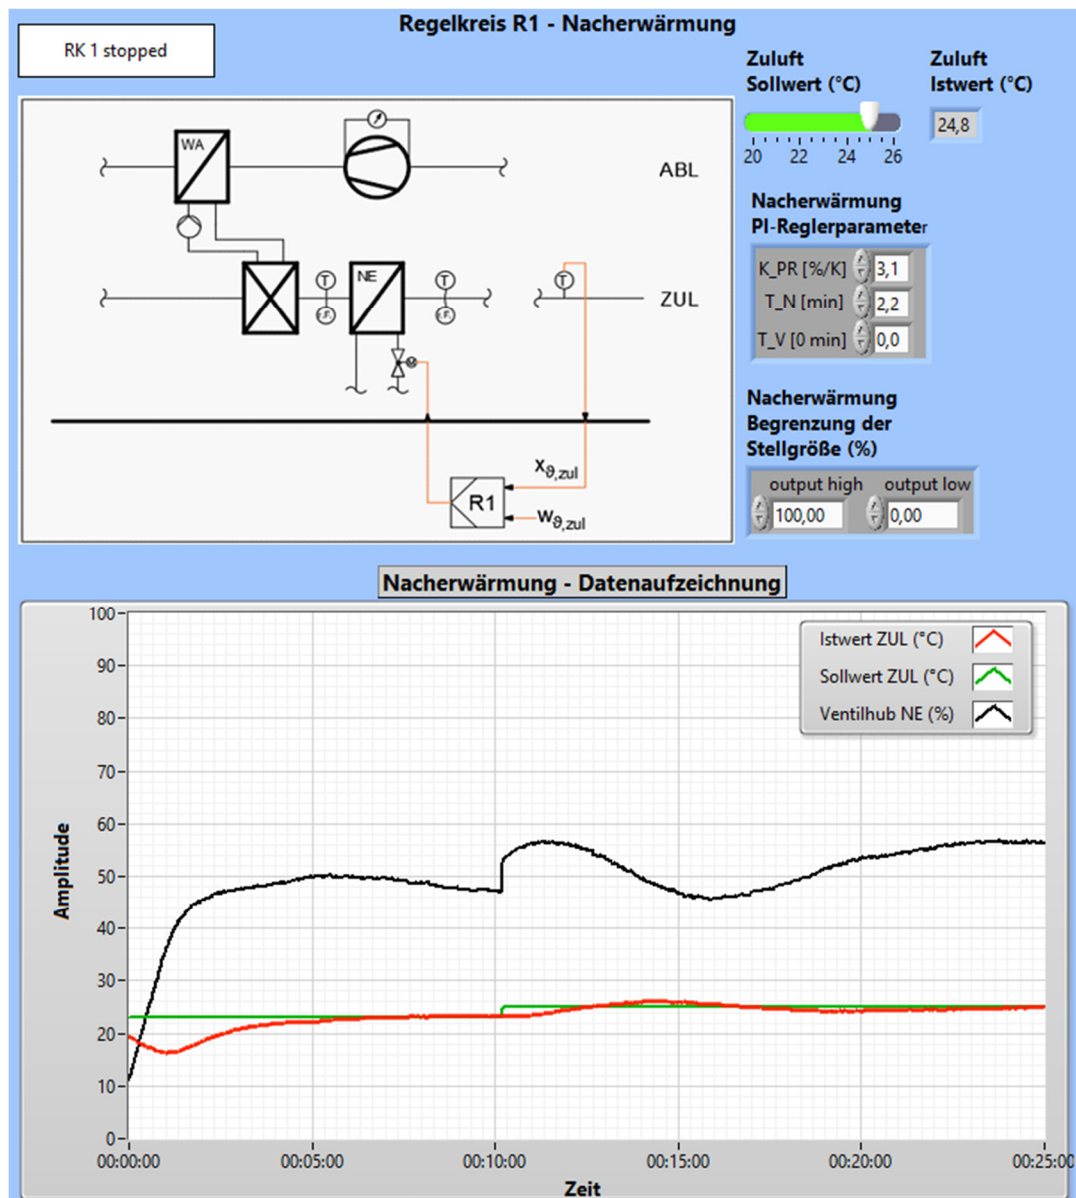 Regelkreis R1 - Nacherwärmung
RK 1 stopped
Zuluft
Sollwert (°C)
20 22 24 26
Zuluft
Istwert (°C)
24,8
WA
ABL
T
T
T
NE
ZUL
M
xϑ,zul
R1
wϑ,zul
Nacherwärmung
PI-Reglerparameter
K_PR [%/K] 3,1
T_N [min] 2,2
T_V [0 min] 0,0
Nacherwärmung
Begrenzung der
Stellgröße (%)
output high output low
100,00 0,00
Nacherwärmung - Datenaufzeichnung
Istwert ZUL (°C)
Sollwert ZUL (°C)
Ventilhub NE (%)
Amplitude
100
90
80
70
60
50
40
30
20
10
0
00:00:00 00:05:00 00:10:00 00:15:00 00:20:00 00:25:00
Zeit